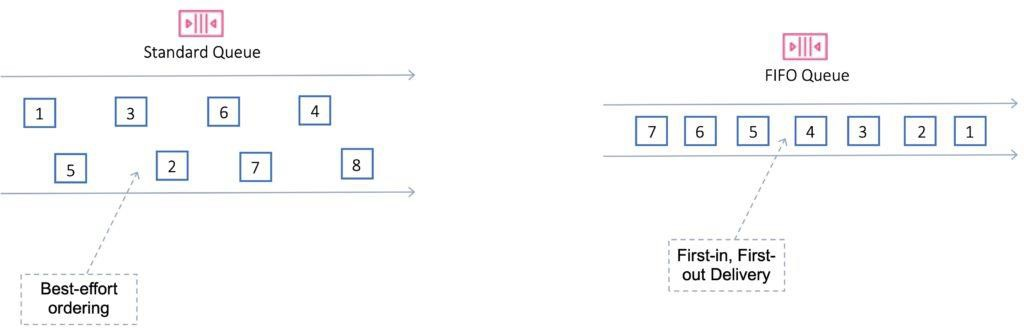 Standard Queue
1 3 6 4
5 2 7 8
Best-effort
ordering
FIFO Queue
7 6 5 4 3 2 1
First-in, First-
out Delivery